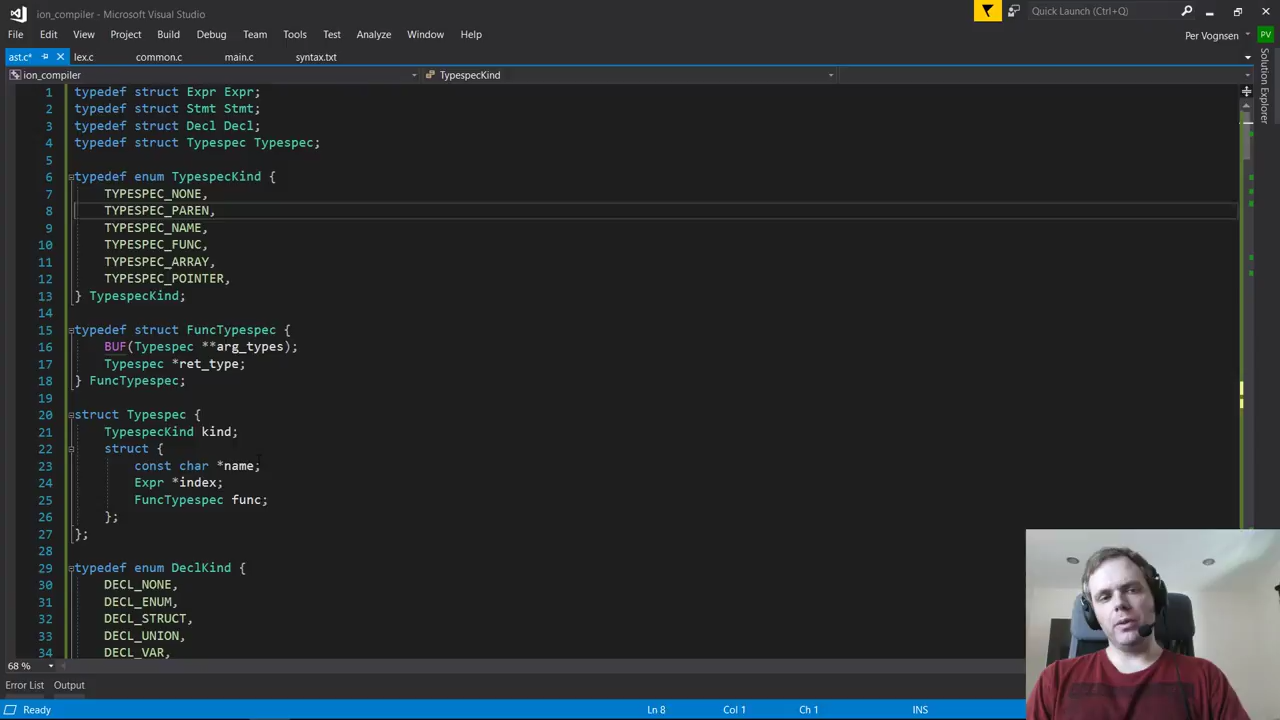 ion_compiler - Microsoft Visual Studio
Quick Launch (Ctrl+Q)
File Edit View Project Build Debug Team Tools Test Analyze Window Help
Per Vognsen PV
ast.c* lex.c common.c main.c syntax.txt
Solution Explorer
ion_compiler TypespecKind
1 typedef struct Expr Expr;
2 typedef struct Stmt Stmt;
3 typedef struct Decl Decl;
4 typedef struct Typespec Typespec;
5
6 typedef enum TypespecKind {
7 TYPESPEC_NONE,
8 TYPESPEC_PAREN,
9 TYPESPEC_NAME,
10 TYPESPEC_FUNC,
11 TYPESPEC_ARRAY,
12 TYPESPEC_POINTER,
13 } TypespecKind;
14
15 typedef struct FuncTypespec {
16 BUF(Typespec **arg_types);
17 Typespec *ret_type;
18 } FuncTypespec;
19
20 struct Typespec {
21 TypespecKind kind;
22 struct {
23 const char *name;
24 Expr *index;
25 FuncTypespec func;
26 };
27 };
28
29 typedef enum DeclKind {
30 DECL_NONE,
31 DECL_ENUM,
32 DECL_STRUCT,
33 DECL_UNION,
34 DECL_VAR,
68 %
Error List Output
Ln 8 Col 1 Ch 1 INS